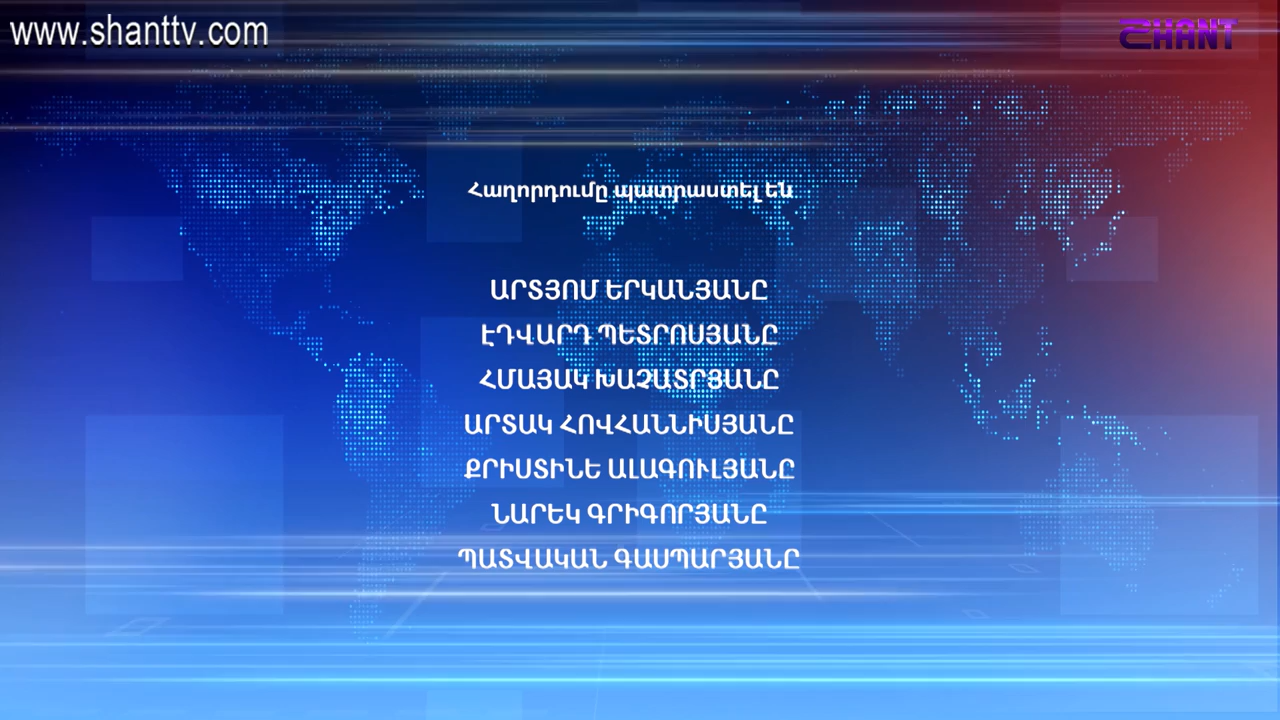 www.shanttv.com
SHANT
Հաղորդումը պատրաստել են
ԱՐՏՅՈՄ ԵՐԿԱՆՅԱՆԸ
ԷԴՎԱՐԴ ՊԵՏՐՈՍՅԱՆԸ
ՀՄԱՅԱԿ ԽԱՉԱՏՐՅԱՆԸ
ԱՐՏԱԿ ՀՈՎՀԱՆՆԻՍՅԱՆԸ
ՔՐԻՍՏԻՆԵ ԱԼԱԳՈՒԼՅԱՆԸ
ՆԱՐԵԿ ԳՐԻԳՈՐՅԱՆԸ
ՊԱՏՎԱԿԱՆ ԳԱՍՊԱՐՅԱՆԸ